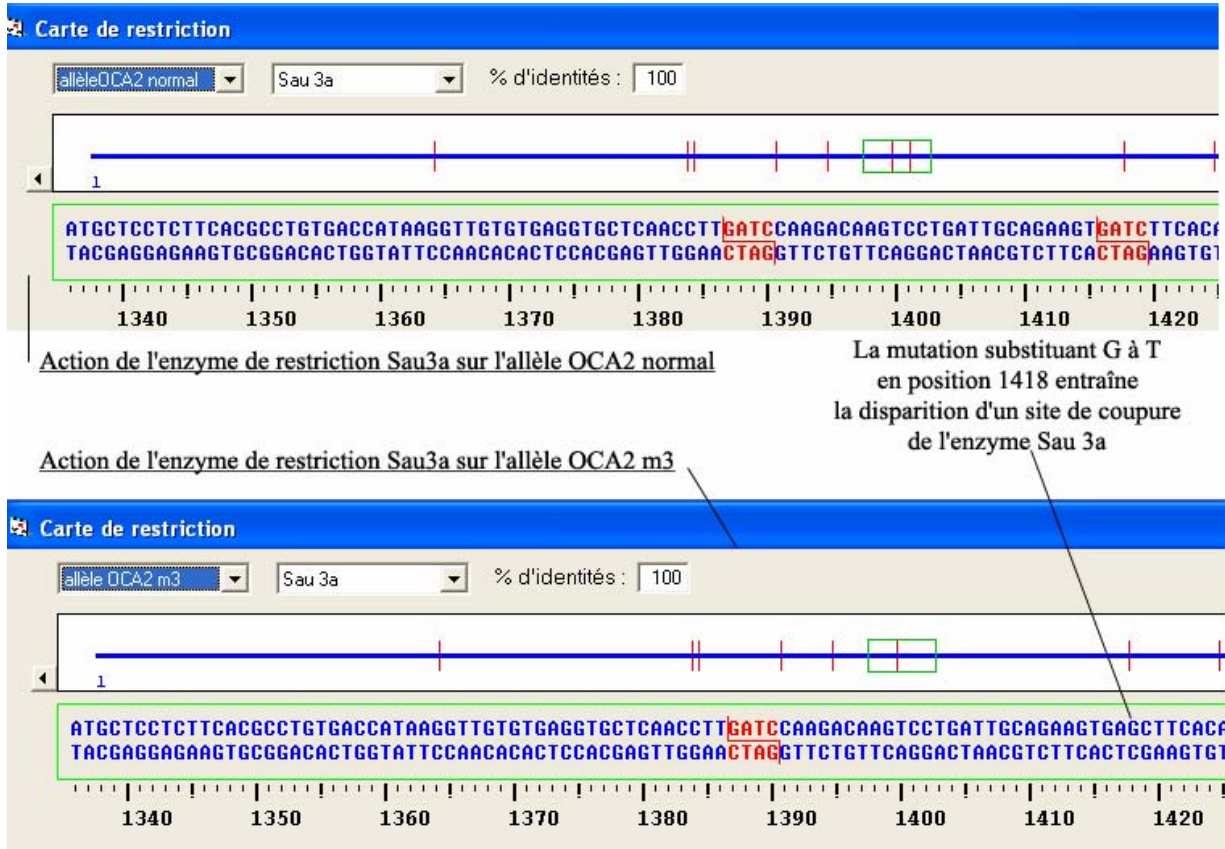 Carte de restriction
allèleOCA2 normal Sau 3a % d'identités : 100
1
ATGCTCCTCTTCACGCCTGTGACCATAAGGTTGTGTGAGGTGCTCAACCTTGATCCAAGACAAGTCCTGATTGCAGAAGTGATCTTCACA
TACGAGGAGAAGTGCGGACACTGGTATTCCAACACACTCCACGAGTTGGAACTAGGTTCTGTTCAGGACTAACGTCTTCACTAGAAGTGT
1340 1350 1360 1370 1380 1390 1400 1410 1420
Action de l'enzyme de restriction Sau3a sur l'allèle OCA2 normal
La mutation substituant G à T
en position 1418 entraîne
la disparition d'un site de coupure
de l'enzyme Sau 3a
Action de l'enzyme de restriction Sau3a sur l'allèle OCA2 m3
Carte de restriction
allèle OCA2 m3 Sau 3a % d'identités : 100
1
ATGCTCCTCTTCACGCCTGTGACCATAAGGTTGTGTGAGGTGCTCAACCTTGATCCAAGACAAGTCCTGATTGCAGAAGTGAGCTTCACA
TACGAGGAGAAGTGCGGACACTGGTATTCCAACACACTCCACGAGTTGGAACTAGGTTCTGTTCAGGACTAACGTCTTCACTCGAAGTGT
1340 1350 1360 1370 1380 1390 1400 1410 1420